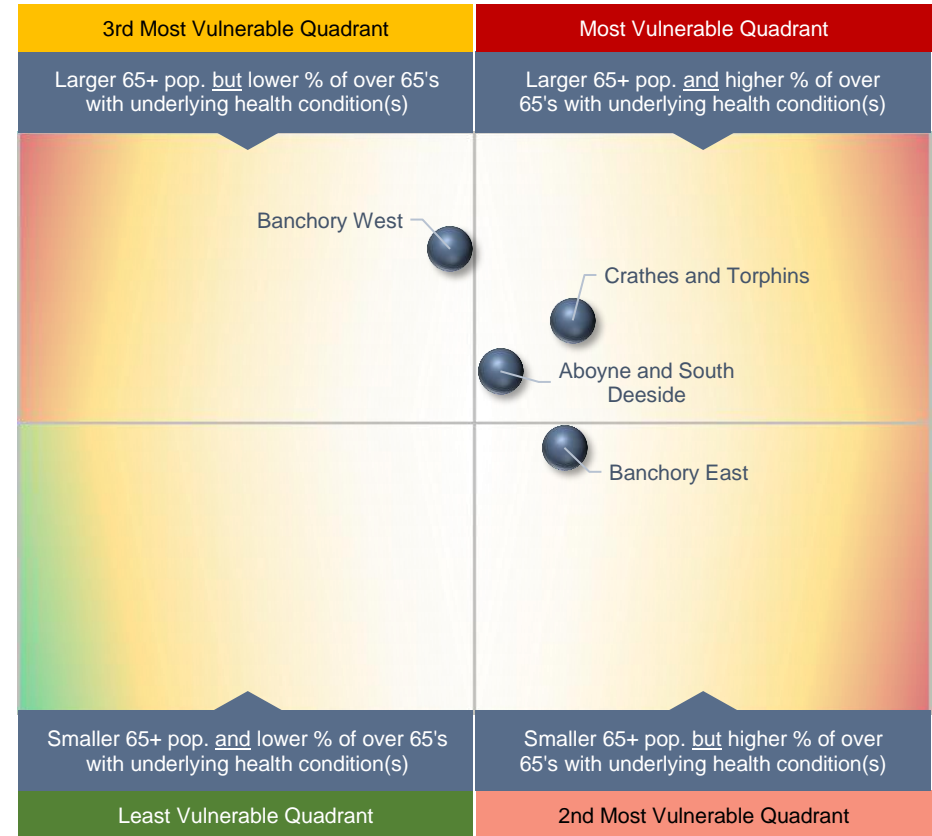 3rd Most Vulnerable Quadrant
Most Vulnerable Quadrant
Larger 65+ pop. but lower % of over 65's
with underlying health condition(s)
Larger 65+ pop. and higher % of over
65's with underlying health condition(s)
Banchory West
Crathes and Torphins
Aboyne and South
Deeside
Banchory East
Smaller 65+ pop. and lower % of over 65's
with underlying health condition(s)
Smaller 65+ pop. but higher % of over
65's with underlying health condition(s)
Least Vulnerable Quadrant
2nd Most Vulnerable Quadrant